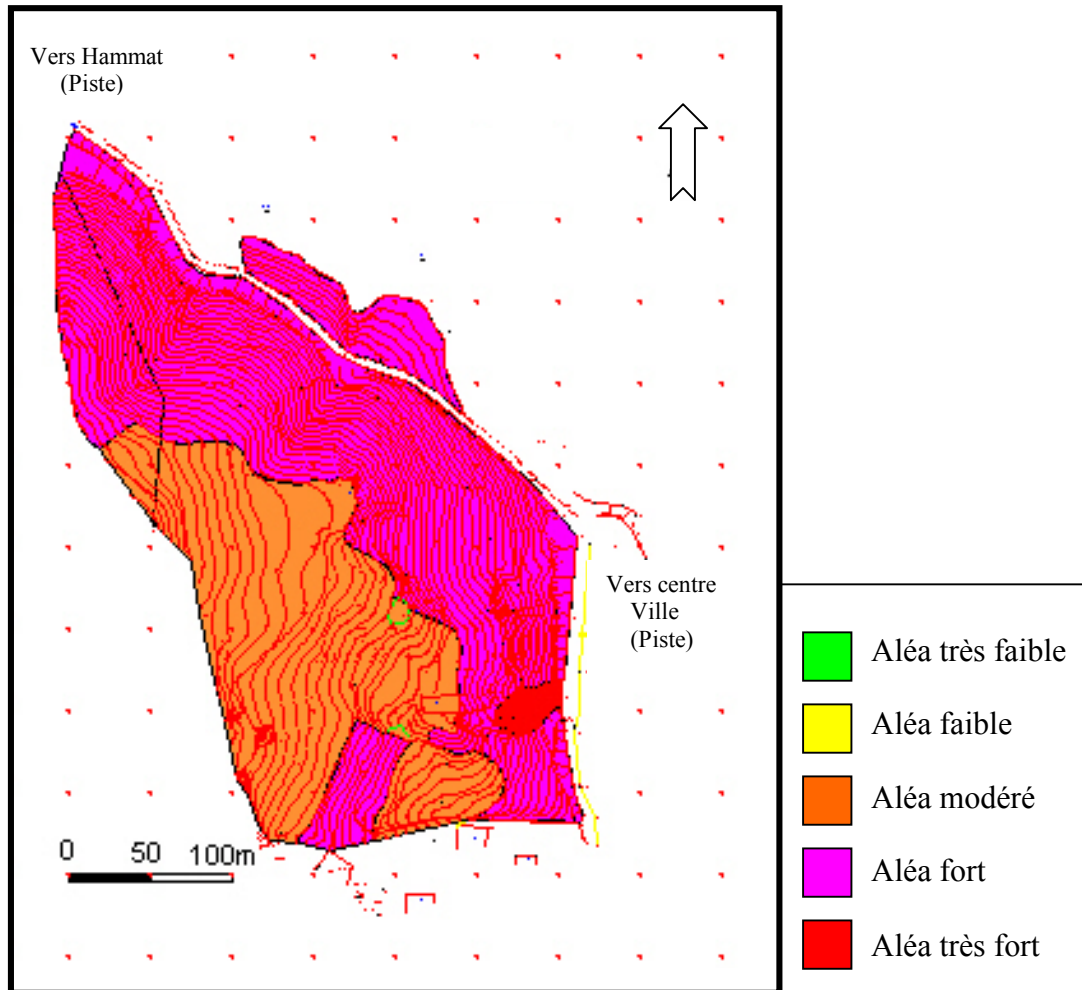 Vers Hammat
(Piste)
Vers centre
Ville
(Piste)
0 50 100m
Aléa très faible
Aléa faible
Aléa modéré
Aléa fort
Aléa très fort